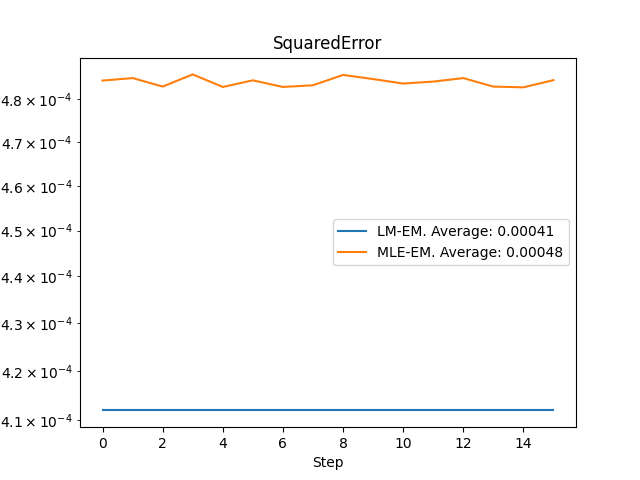 SquaredError
4.8 × 10⁻⁴
4.7 × 10⁻⁴
4.6 × 10⁻⁴
4.5 × 10⁻⁴
4.4 × 10⁻⁴
4.3 × 10⁻⁴
4.2 × 10⁻⁴
4.1 × 10⁻⁴
LM-EM. Average: 0.00041
MLE-EM. Average: 0.00048
0 2 4 6 8 10 12 14
Step